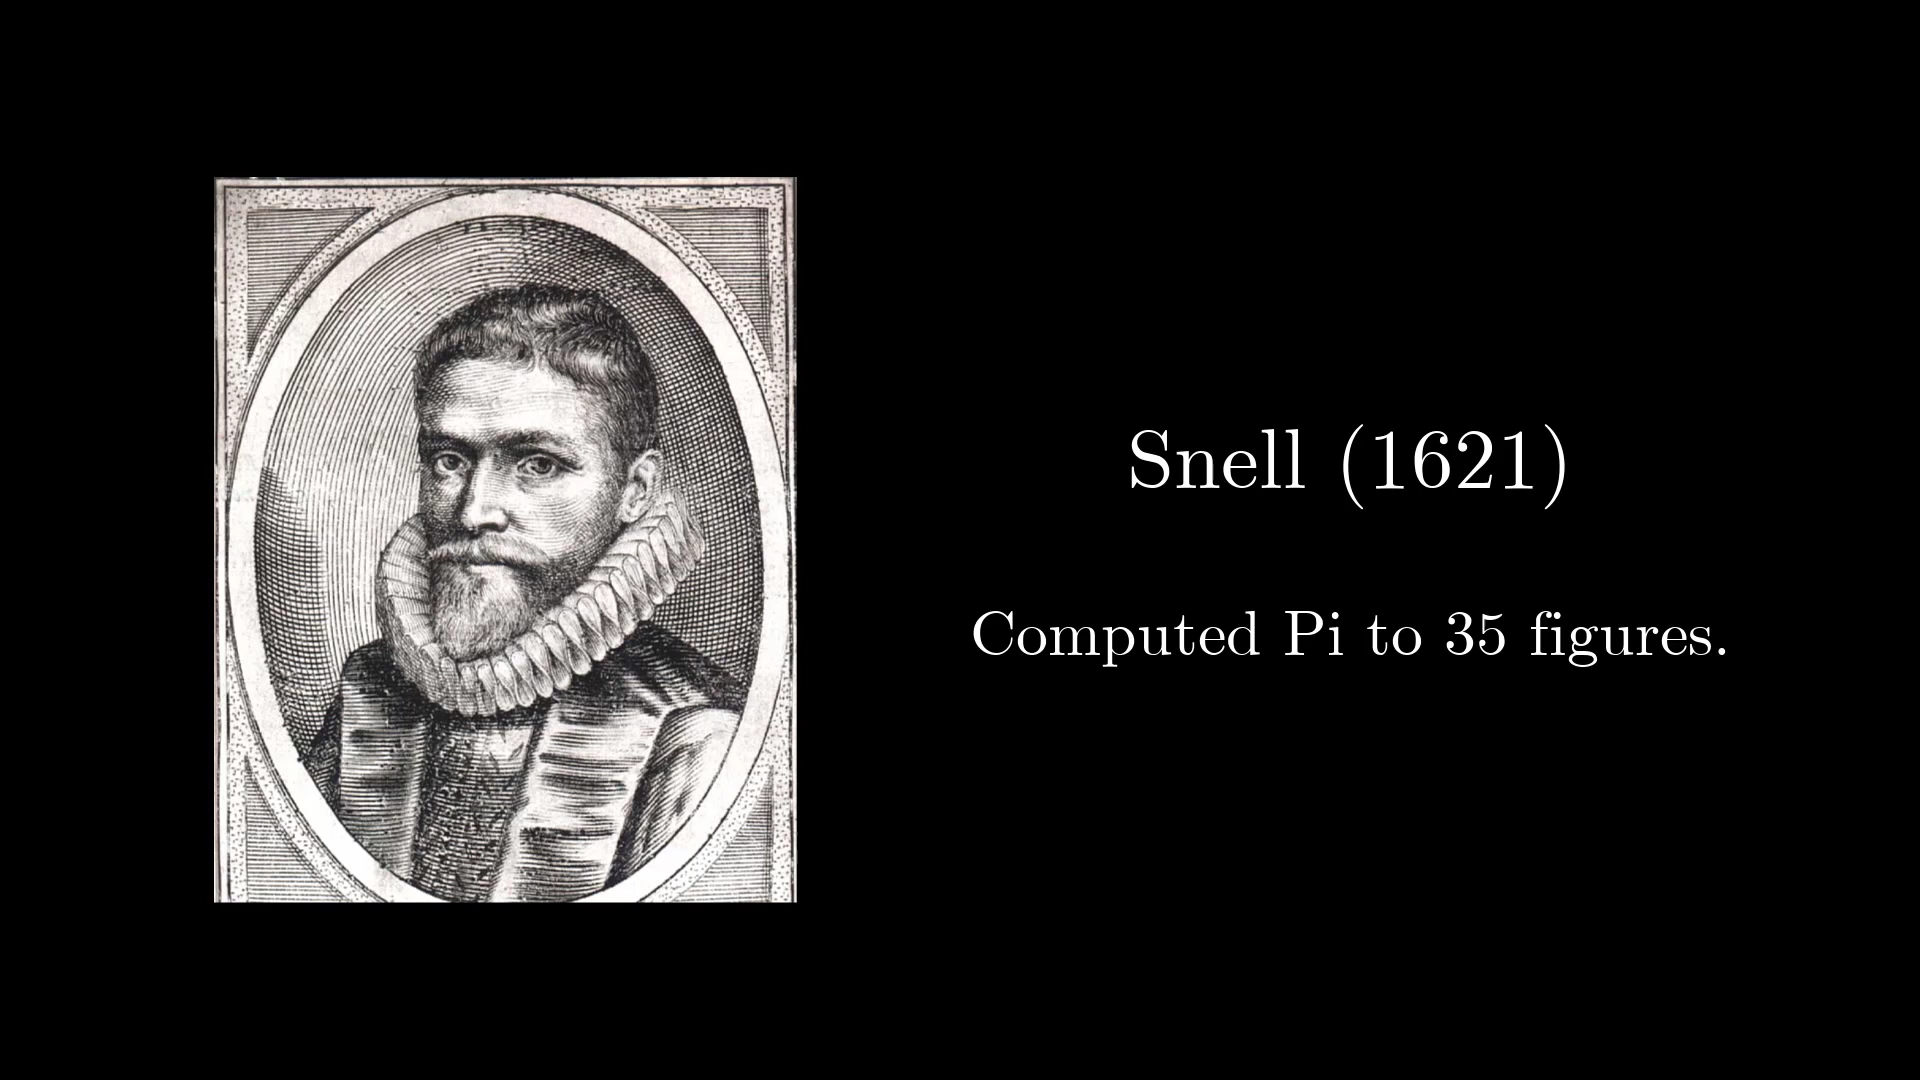 Snell (1621)
Computed Pi to 35 figures.